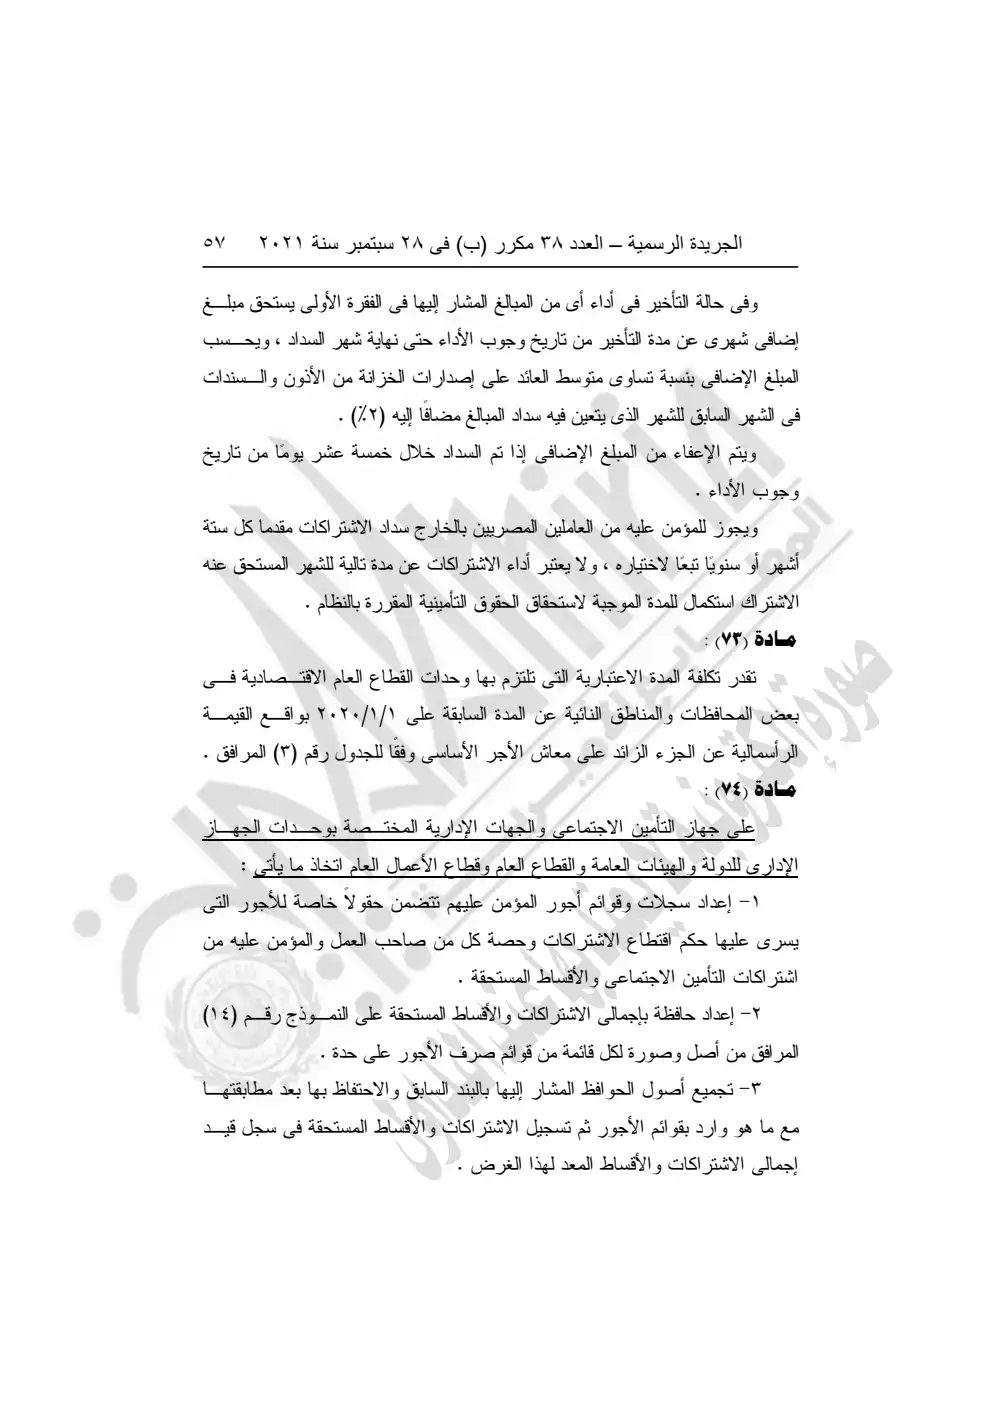 الجريدة الرسمية – العدد ٣٨ مكرر (ب) فى ٢٨ سبتمبر سنة ٢٠٢١ ٥٧
وفى حالة التأخير فى أداء أى من المبالغ المشار إليها فى الفقرة الأولى يستحق مبلغ
إضافى شهرى عن مدة التأخير من تاريخ وجوب الأداء حتى نهاية شهر السداد ، ويحسب
المبلغ الإضافى بنسبة تساوى متوسط العائد على إصدارات الخزانة من الأذون والسندات
فى الشهر السابق للشهر الذى يتعين فيه سداد المبالغ مضافًا إليه (٢٪) .
ويتم الإعفاء من المبلغ الإضافى إذا تم السداد خلال خمسة عشر يومًا من تاريخ
وجوب الأداء .
ويجوز للمؤمن عليه من العاملين المصريين بالخارج سداد الاشتراكات مقدما كل ستة
أشهر أو سنويًا تبعًا لاختياره ، ولا يعتبر أداء الاشتراكات عن مدة تالية للشهر المستحق عنه
الاشتراك استكمال للمدة الموجبة لاستحقاق الحقوق التأمينية المقررة بالنظام .
مادة (٧٣) :
تقدر تكلفة المدة الاعتبارية التى تلتزم بها وحدات القطاع العام الاقتصادية فى
بعض المحافظات والمناطق النائية عن المدة السابقة على ٢٠٢٠/١/١ بواقع القيمة
الرأسمالية عن الجزء الزائد على معاش الأجر الأساسى وفقًا للجدول رقم (٣) المرافق .
مادة (٧٤) :
على جهاز التأمين الاجتماعى والجهات الإدارية المختصة بوحدات الجهاز
الإدارى للدولة والهيئات العامة والقطاع العام وقطاع الأعمال العام اتخاذ ما يأتى :
١- إعداد سجلات وقوائم أجور المؤمن عليهم تتضمن حقولاً خاصة للأجور التى
يسرى عليها حكم اقتطاع الاشتراكات وحصة كل من صاحب العمل والمؤمن عليه من
اشتراكات التأمين الاجتماعى والأقساط المستحقة .
٢- إعداد حافظة بإجمالى الاشتراكات والأقساط المستحقة على النموذج رقم (١٤)
المرافق من أصل وصورة لكل قائمة من قوائم صرف الأجور على حدة .
٣- تجميع أصول الحوافظ المشار إليها بالبند السابق والاحتفاظ بها بعد مطابقتها
مع ما هو وارد بقوائم الأجور ثم تسجيل الاشتراكات والأقساط المستحقة فى سجل قيد
إجمالى الاشتراكات والأقساط المعد لهذا الغرض .